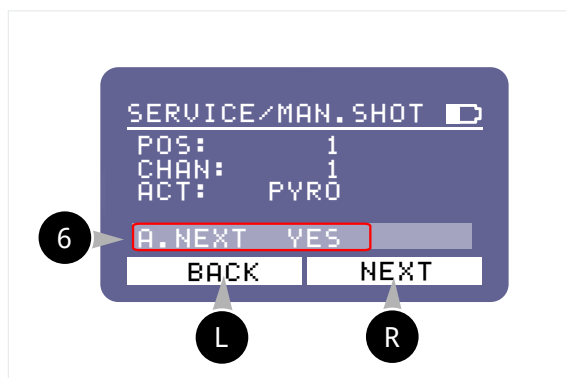 SERVICE/MAN.SHOT
POS: 1
CHAN: 1
ACT: PYRO
6
A.NEXT YES
BACK NEXT
L R